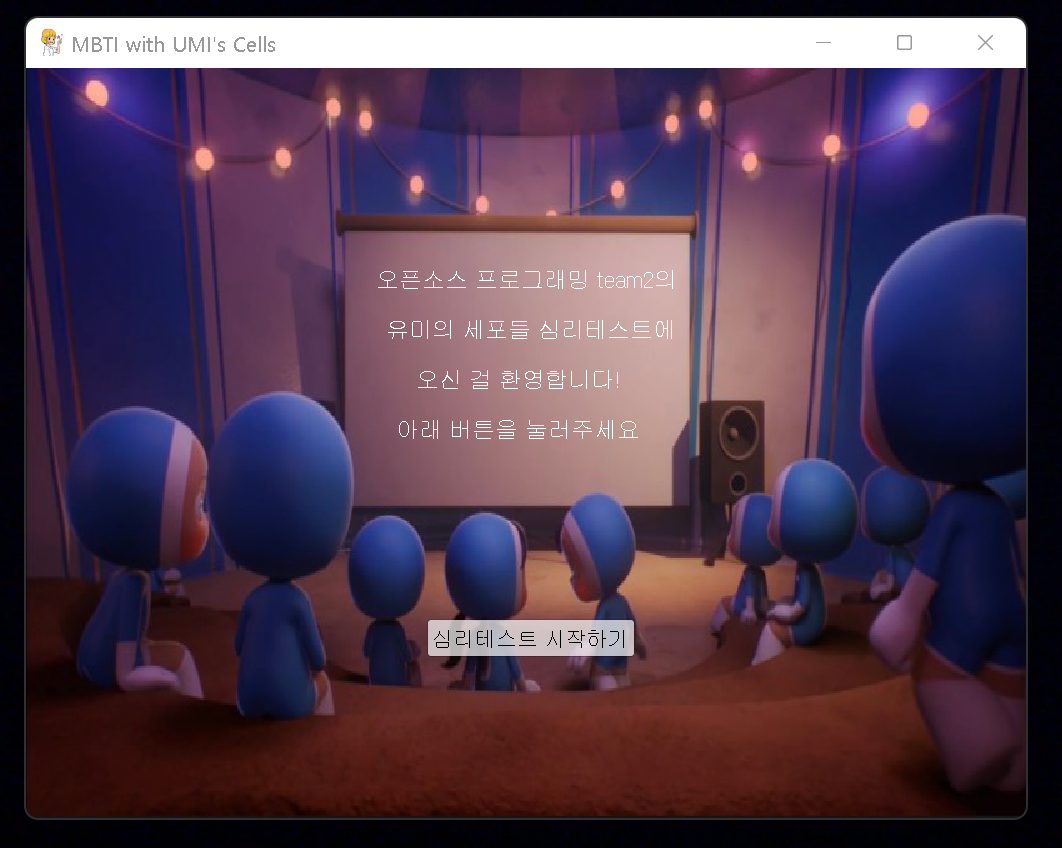 MBTI with UMI's Cells
오픈소스 프로그래밍 team2의
유미의 세포들 심리테스트에
오신 걸 환영합니다!
아래 버튼을 눌러주세요
심리테스트 시작하기